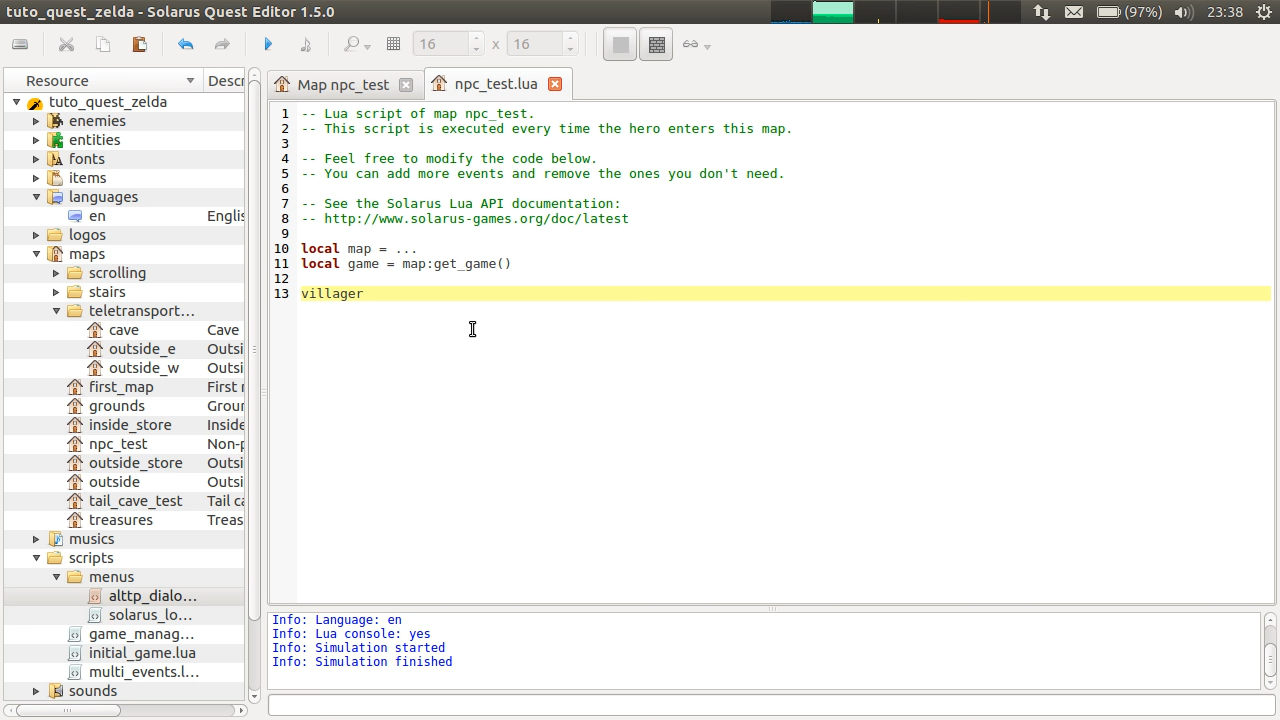 tuto_quest_zelda - Solarus Quest Editor 1.5.0
(97%)
23:38
16 x 16
Resource
Descr
tuto_quest_zelda
enemies
entities
fonts
items
languages
en Englis
logos
maps
scrolling
stairs
teletransport...
cave Cave
outside_e Outsi
outside_w Outsi
first_map First r
grounds Groun
inside_store Inside
npc_test Non-p
outside_store Outsi
outside Outsi
tail_cave_test Tail ca
treasures Treas
musics
scripts
menus
alttp_dialo...
solarus_lo...
game_manag...
initial_game.lua
multi_events.l...
sounds
Map npc_test
npc_test.lua
1 -- Lua script of map npc_test.
2 -- This script is executed every time the hero enters this map.
3
4 -- Feel free to modify the code below.
5 -- You can add more events and remove the ones you don't need.
6
7 -- See the Solarus Lua API documentation:
8 -- http://www.solarus-games.org/doc/latest
9
10 local map = ...
11 local game = map:get_game()
12
13 villager
Info: Language: en
Info: Lua console: yes
Info: Simulation started
Info: Simulation finished